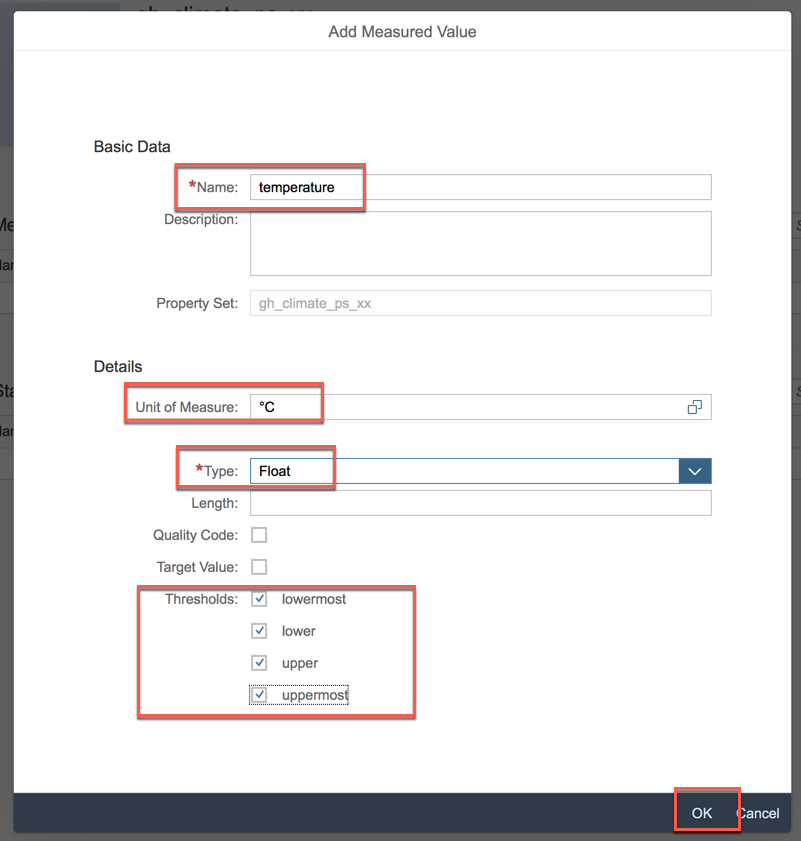 Add Measured Value
Basic Data
*Name: temperature
Description:
Property Set: gh_climate_ps_xx
Details
Unit of Measure: °C
*Type: Float
Length:
Quality Code:
Target Value:
Thresholds: lowermost
lower
upper
uppermost
OK Cancel